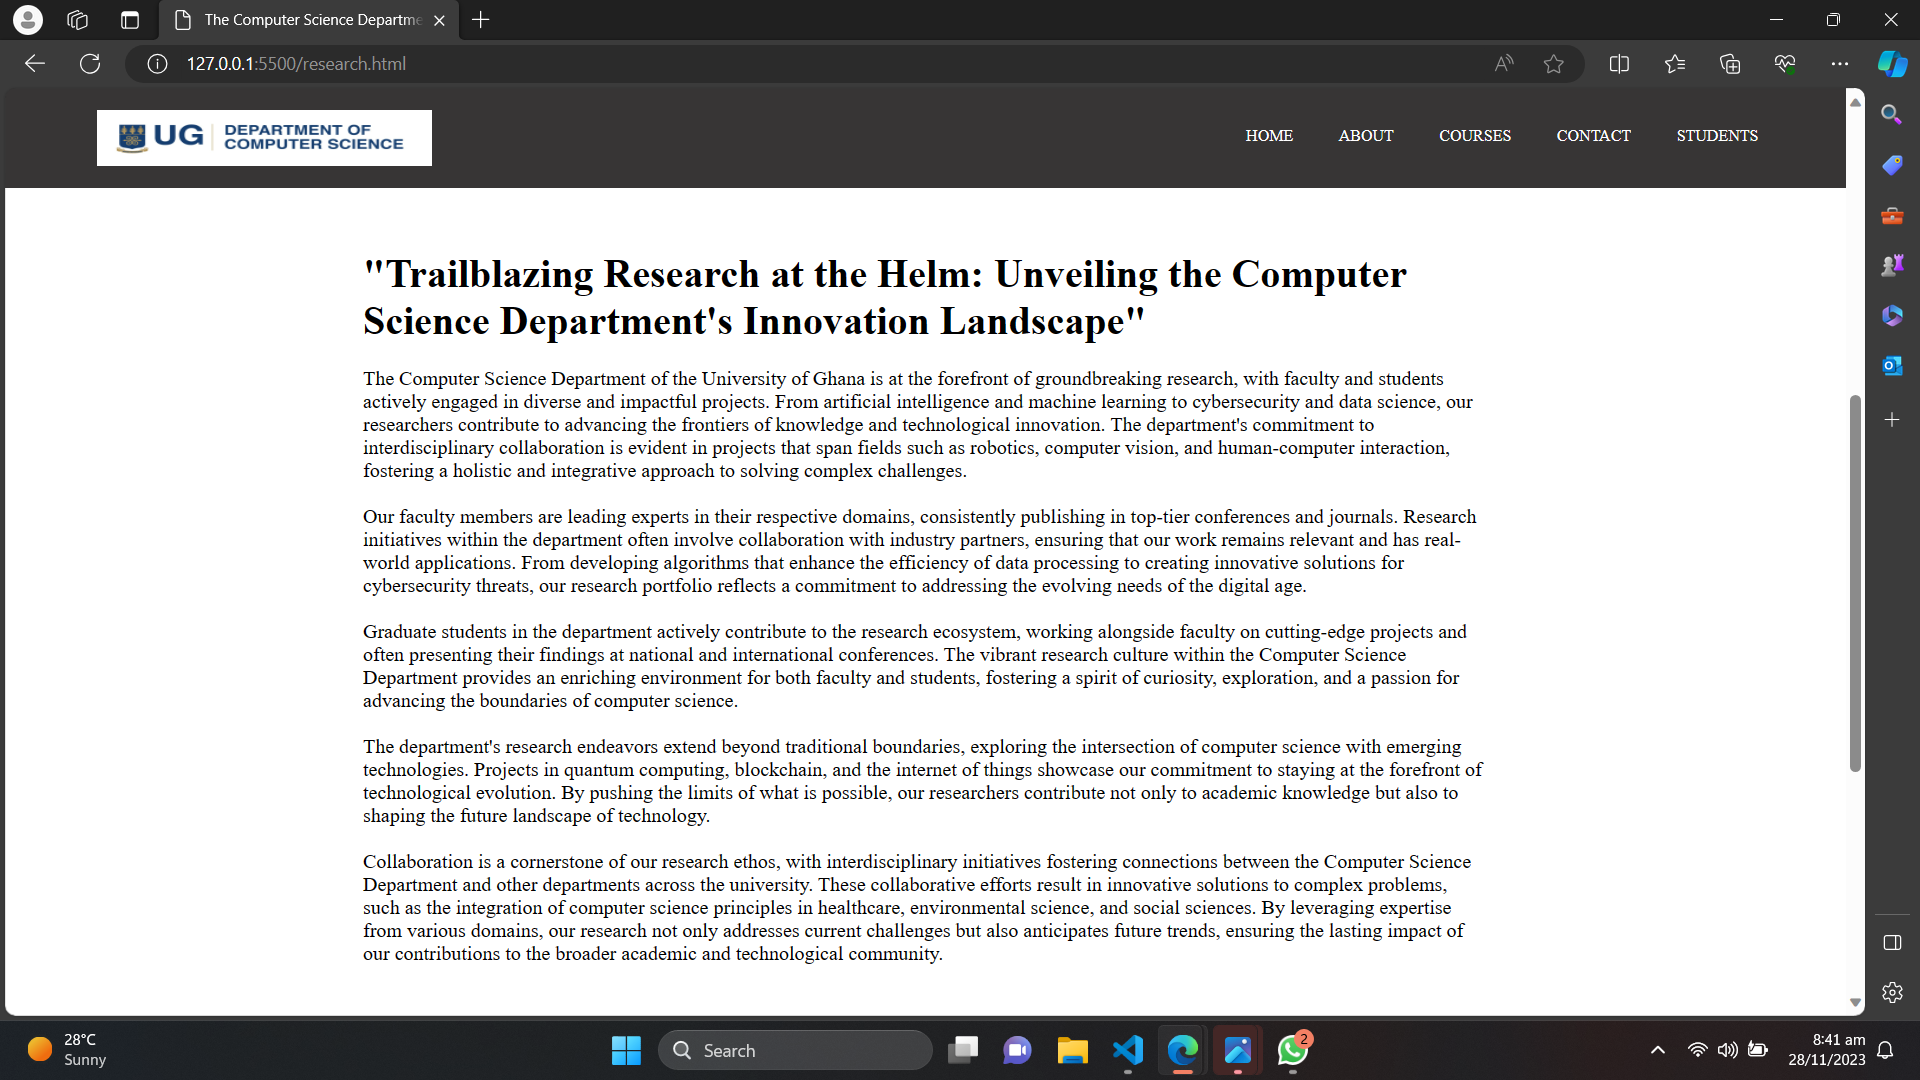 The Computer Science Departme
127.0.0.1:5500/research.html
UG
DEPARTMENT OF
COMPUTER SCIENCE
HOME ABOUT COURSES CONTACT STUDENTS
"Trailblazing Research at the Helm: Unveiling the Computer
Science Department's Innovation Landscape"
The Computer Science Department of the University of Ghana is at the forefront of groundbreaking research, with faculty and students
actively engaged in diverse and impactful projects. From artificial intelligence and machine learning to cybersecurity and data science, our
researchers contribute to advancing the frontiers of knowledge and technological innovation. The department's commitment to
interdisciplinary collaboration is evident in projects that span fields such as robotics, computer vision, and human-computer interaction,
fostering a holistic and integrative approach to solving complex challenges.
Our faculty members are leading experts in their respective domains, consistently publishing in top-tier conferences and journals. Research
initiatives within the department often involve collaboration with industry partners, ensuring that our work remains relevant and has real-
world applications. From developing algorithms that enhance the efficiency of data processing to creating innovative solutions for
cybersecurity threats, our research portfolio reflects a commitment to addressing the evolving needs of the digital age.
Graduate students in the department actively contribute to the research ecosystem, working alongside faculty on cutting-edge projects and
often presenting their findings at national and international conferences. The vibrant research culture within the Computer Science
Department provides an enriching environment for both faculty and students, fostering a spirit of curiosity, exploration, and a passion for
advancing the boundaries of computer science.
The department's research endeavors extend beyond traditional boundaries, exploring the intersection of computer science with emerging
technologies. Projects in quantum computing, blockchain, and the internet of things showcase our commitment to staying at the forefront of
technological evolution. By pushing the limits of what is possible, our researchers contribute not only to academic knowledge but also to
shaping the future landscape of technology.
Collaboration is a cornerstone of our research ethos, with interdisciplinary initiatives fostering connections between the Computer Science
Department and other departments across the university. These collaborative efforts result in innovative solutions to complex problems,
such as the integration of computer science principles in healthcare, environmental science, and social sciences. By leveraging expertise
from various domains, our research not only addresses current challenges but also anticipates future trends, ensuring the lasting impact of
our contributions to the broader academic and technological community.
28°C
Sunny
Search
2
8:41 am
28/11/2023